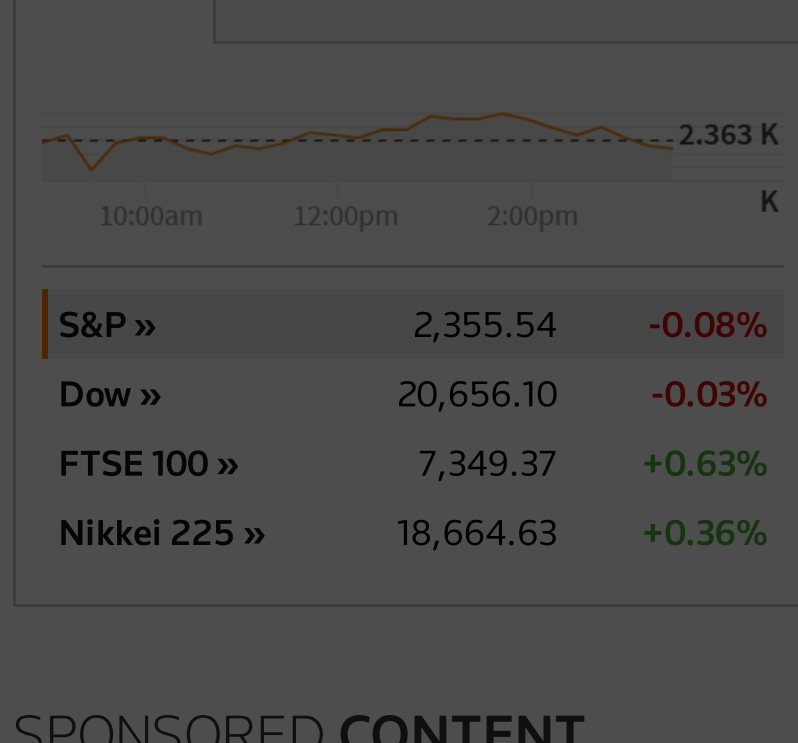 2.363 K
K
10:00am 12:00pm 2:00pm
S&P » 2,355.54 -0.08%
Dow » 20,656.10 -0.03%
FTSE 100 » 7,349.37 +0.63%
Nikkei 225 » 18,664.63 +0.36%
SPONSORED CONTENT